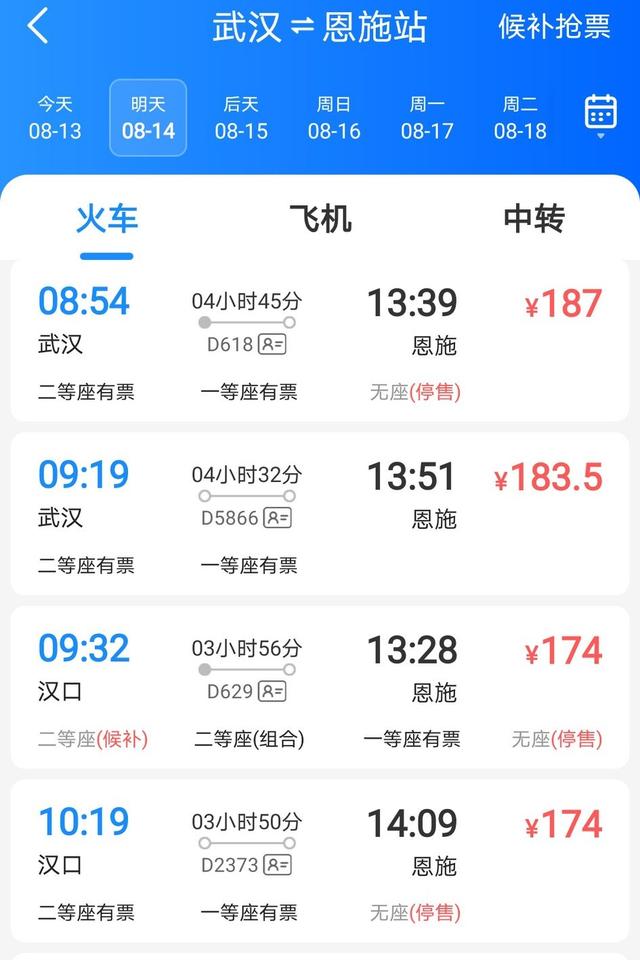 武汉⇌恩施站 候补抢票
今天 明天 后天 周日 周一 周二
08-13 08-14 08-15 08-16 08-17 08-18
火车 飞机 中转
08:54 04小时45分 13:39 ¥187
武汉 D618 恩施
二等座有票 一等座有票 无座(停售)
09:19 04小时32分 13:51 ¥183.5
武汉 D5866 恩施
二等座有票 一等座有票
09:32 03小时56分 13:28 ¥174
汉口 D629 恩施
二等座(候补) 二等座(组合) 一等座有票 无座(停售)
10:19 03小时50分 14:09 ¥174
汉口 D2373 恩施
二等座有票 一等座有票 无座(停售)